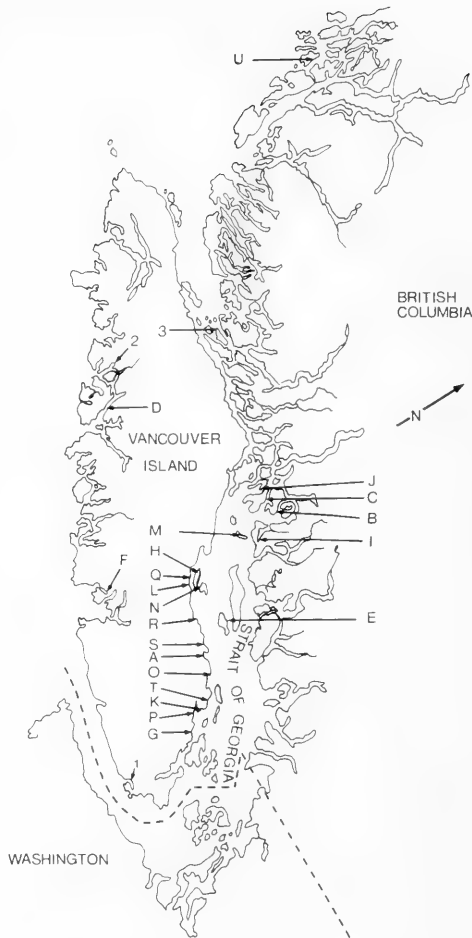 U
BRITISH
COLUMBIA
N
3
2
D
VANCOUVER
ISLAND
J
C
B
M
I
H
F
Q
L
N
R
E
S
A
O
T
K
P
G
STRAIT OF GEORGIA
1
WASHINGTON